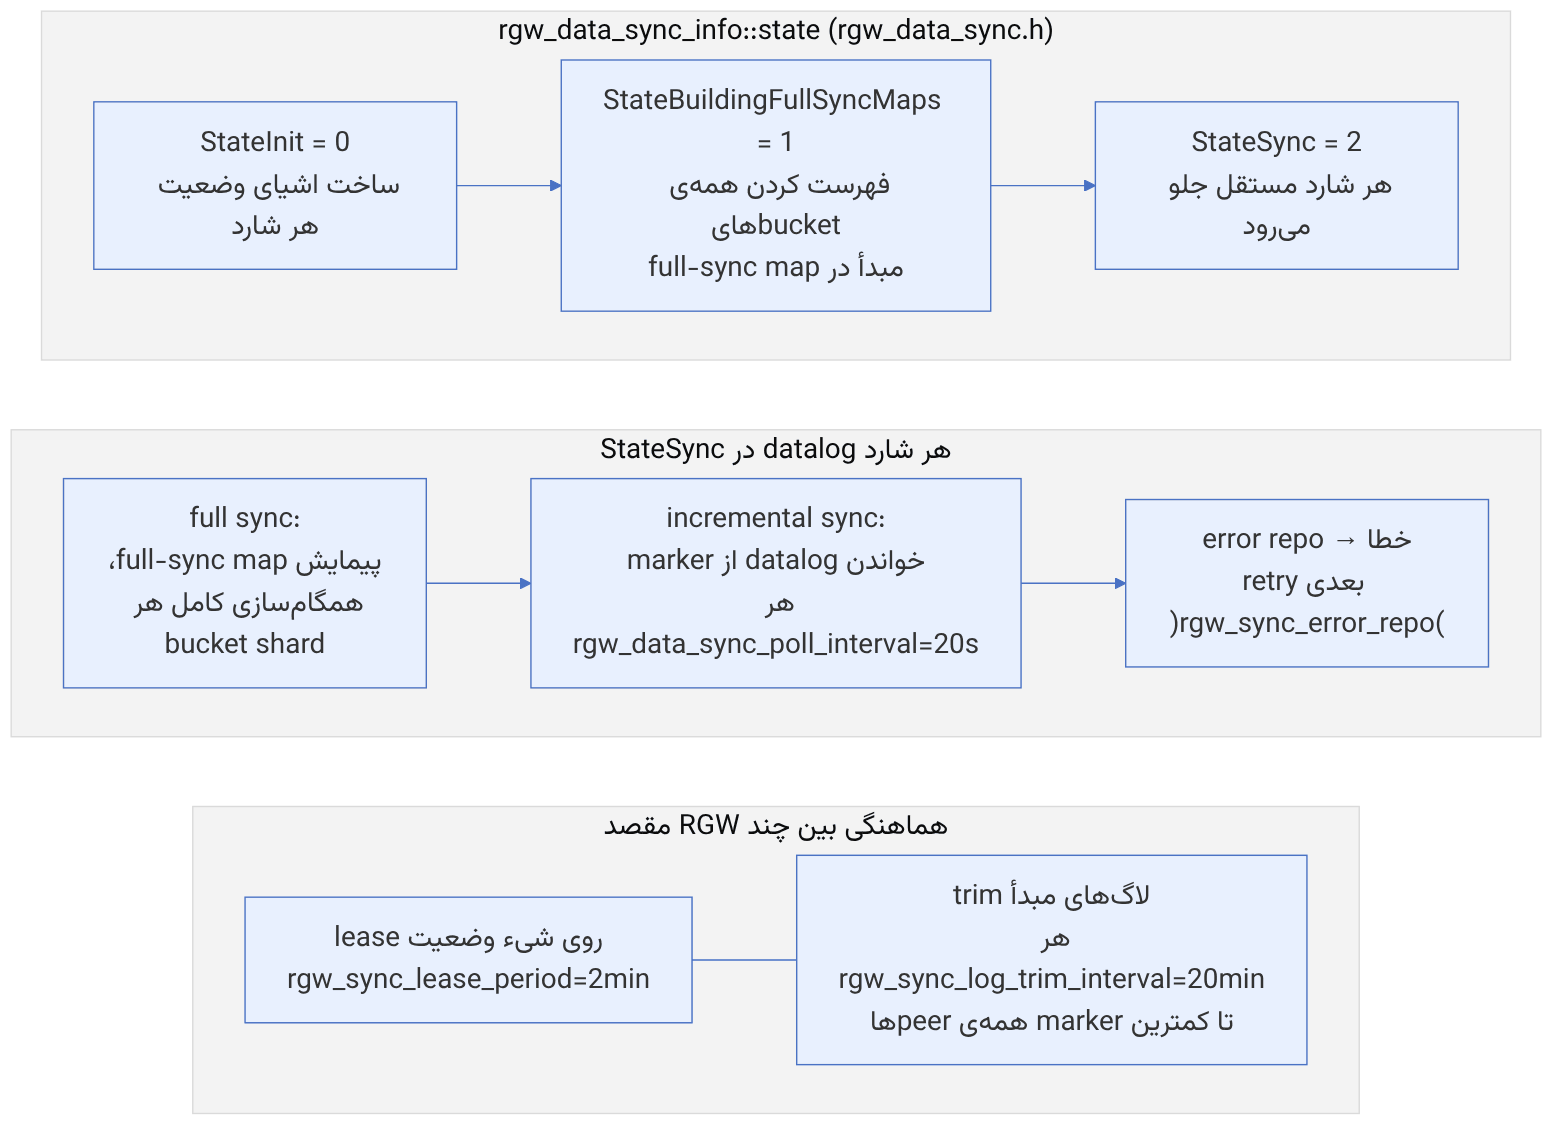 rgw_data_sync_info::state (rgw_data_sync.h)
StateInit = 0
ساخت اشیای وضعیت
هر شارد
StateBuildingFullSyncMaps
= 1
فهرست کردن همه‌ی
bucketهای
مبدأ در full-sync map
StateSync = 2
هر شارد مستقل جلو
می‌رود
هر شارد datalog در StateSync
full sync:
پیمایش full-sync map،
همگام‌سازی کامل هر
bucket shard
incremental sync:
خواندن datalog از marker
هر
rgw_data_sync_poll_interval=20s
خطا → error repo
retry بعدی
(rgw_sync_error_repo)
هماهنگی بین چند RGW مقصد
lease روی شیء وضعیت
rgw_sync_lease_period=2min
trim لاگ‌های مبدأ
هر
rgw_sync_log_trim_interval=20min
تا کمترین marker همه‌ی peerها